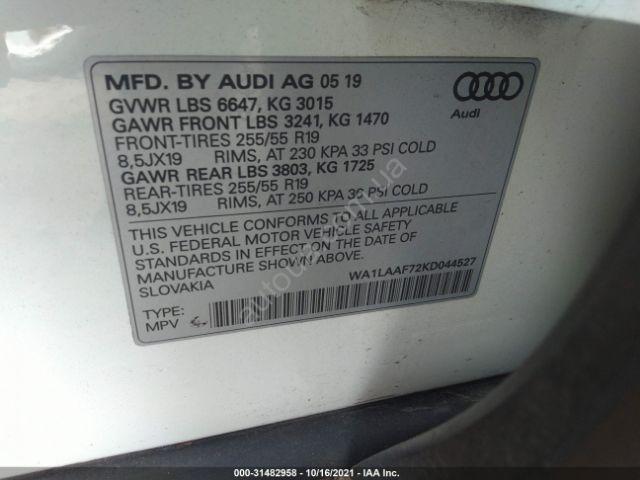 MFD. BY AUDI AG 05 19
GVWR LBS 6647, KG 3015
GAWR FRONT LBS 3241, KG 1470
FRONT-TIRES 255/55 R19
8,5JX19 RIMS, AT 230 KPA 33 PSI COLD
GAWR REAR LBS 3803, KG 1725
REAR-TIRES 255/55 R19
8,5JX19 RIMS, AT 250 KPA 36 PSI COLD
Audi
THIS VEHICLE CONFORMS TO ALL APPLICABLE
U.S. FEDERAL MOTOR VEHICLE SAFETY
STANDARDS IN EFFECT ON THE DATE OF
MANUFACTURE SHOWN ABOVE.
SLOVAKIA
WA1LAAF72KD044527
TYPE:
MPV
000-31482958 - 10/16/2021 - IAA Inc.